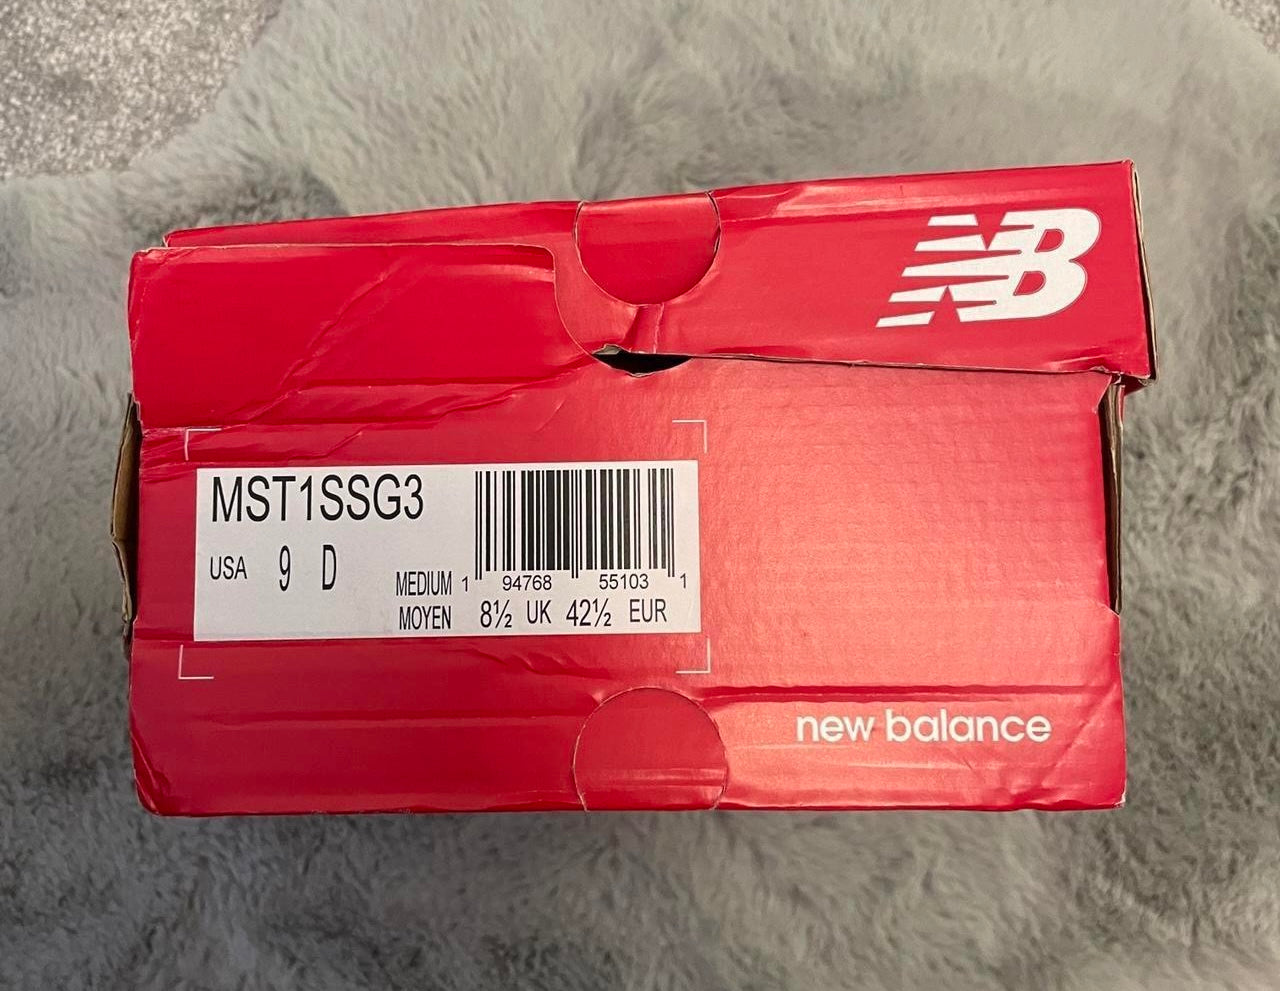 NB
MST1SSG3
USA 9 D
MEDIUM 1 94768 55103 1
MOYEN 8½ UK 42½ EUR
new balance